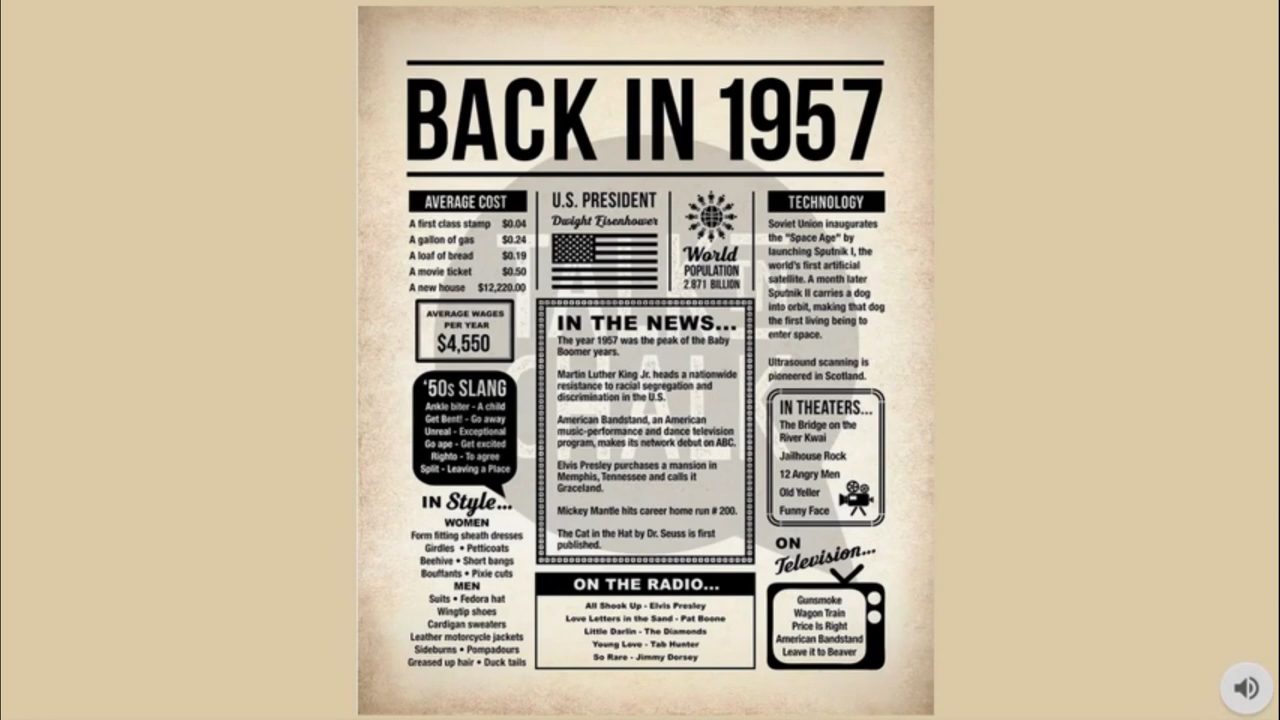 BACK IN 1957
AVERAGE COST
A first class stamp $0.04
A gallon of gas $0.24
A loaf of bread $0.19
A movie ticket $0.50
A new house $12,220.00
AVERAGE WAGES
PER YEAR
$4,550
'50s SLANG
Ankle biter - A child
Get Bent! - Go away
Unreal - Exceptional
Go ape - Get excited
Righto - To agree
Split - Leaving a Place
IN Style...
WOMEN
Form fitting sheath dresses
Girdles • Petticoats
Beehive • Short bangs
Bouffants • Pixie cuts
MEN
Suits • Fedora hat
Wingtip shoes
Cardigan sweaters
Leather motorcycle jackets
Sideburns • Pompadours
Greased up hair • Duck tails
U.S. PRESIDENT
Dwight Eisenhower
World
POPULATION
2.871 BILLION
IN THE NEWS...
The year 1957 was the peak of the Baby
Boomer years.
Martin Luther King Jr. heads a nationwide
resistance to racial segregation and
discrimination in the U.S.
American Bandstand, an American
music-performance and dance television
program, makes its network debut on ABC.
Elvis Presley purchases a mansion in
Memphis, Tennessee and calls it
Graceland.
Mickey Mantle hits career home run # 200.
The Cat in the Hat by Dr. Seuss is first
published.
ON THE RADIO...
All Shook Up - Elvis Presley
Love Letters in the Sand - Pat Boone
Little Darlin - The Diamonds
Young Love - Tab Hunter
So Rare - Jimmy Dorsey
TECHNOLOGY
Soviet Union inaugurates
the "Space Age" by
launching Sputnik I, the
world's first artificial
satellite. A month later
Sputnik II carries a dog
into orbit, making that dog
the first living being to
enter space.
Ultrasound scanning is
pioneered in Scotland.
IN THEATERS...
The Bridge on the
River Kwai
Jailhouse Rock
12 Angry Men
Old Yeller
Funny Face
ON
Television...
Gunsmoke
Wagon Train
Price Is Right
American Bandstand
Leave it to Beaver